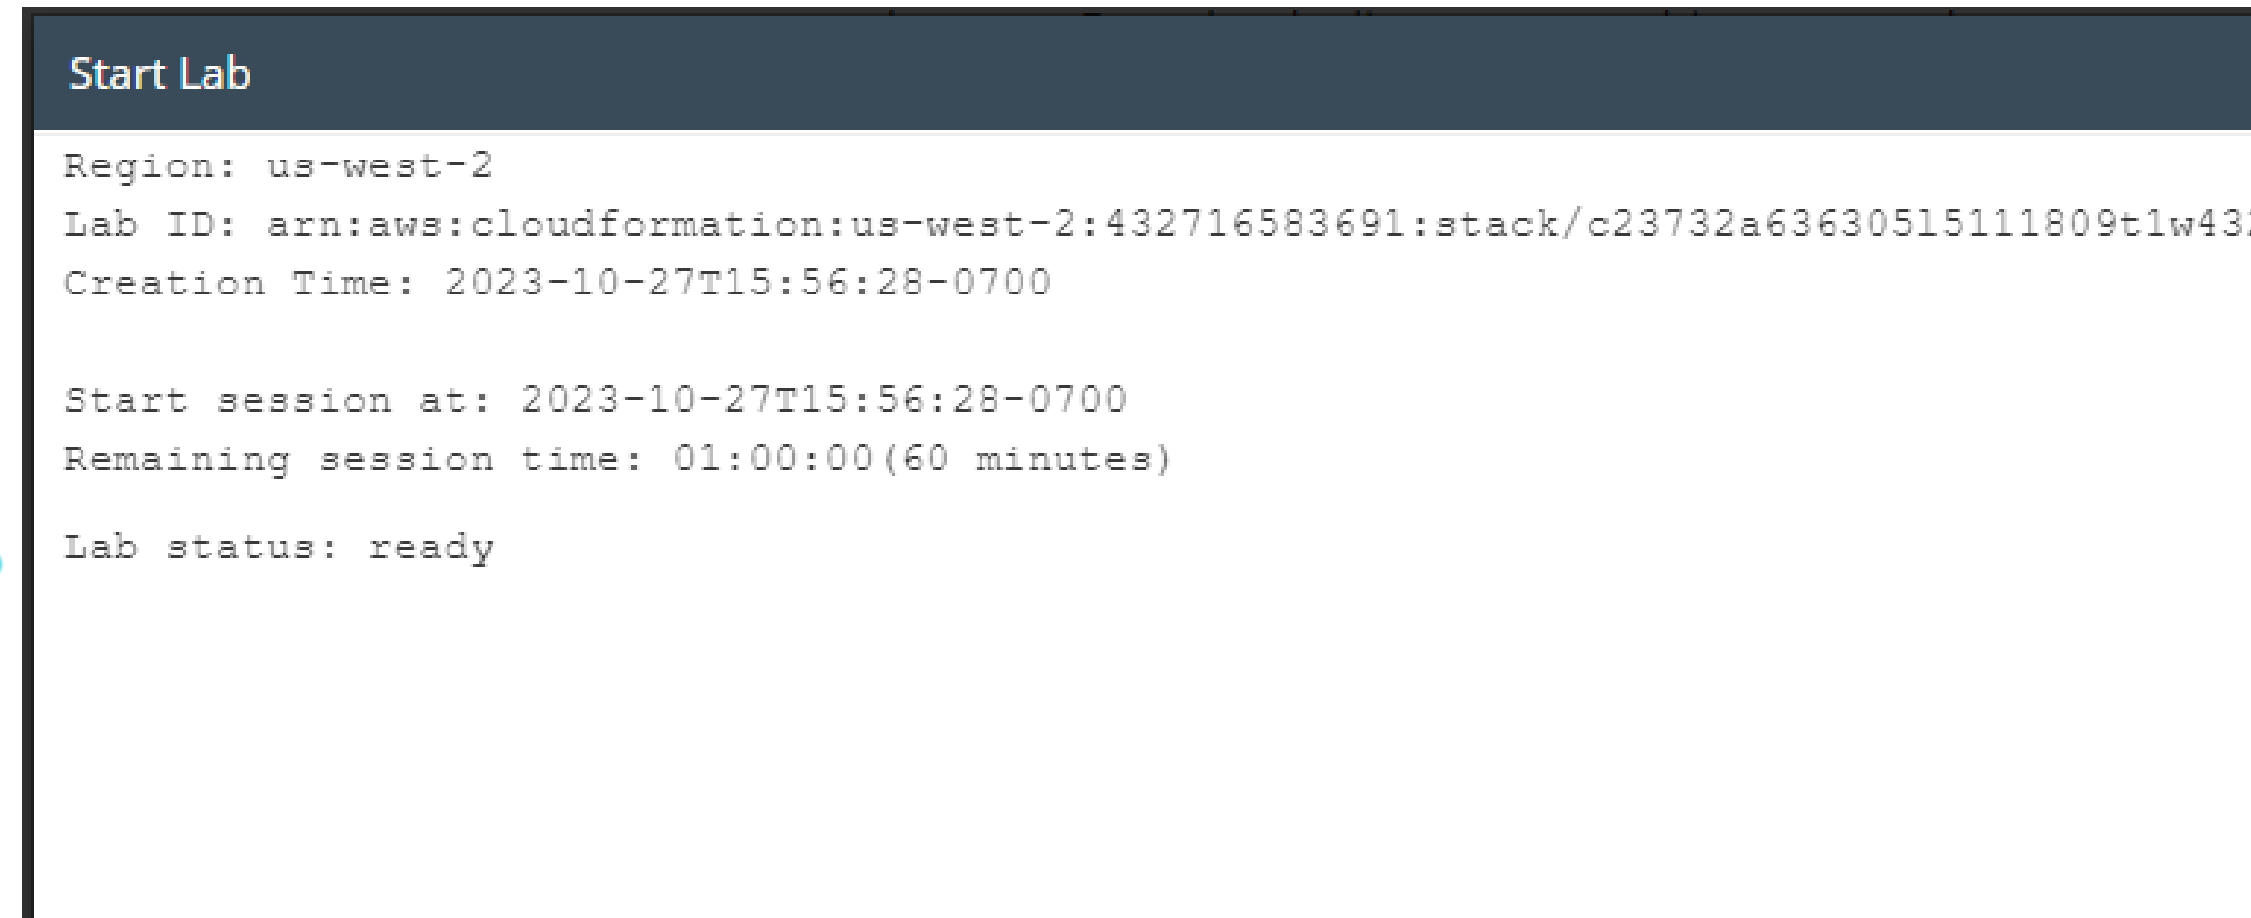 Start Lab
Region: us-west-2
Lab ID: arn:aws:cloudformation:us-west-2:432716583691:stack/c23732a63630515111809t1w432
Creation Time: 2023-10-27T15:56:28-0700
Start session at: 2023-10-27T15:56:28-0700
Remaining session time: 01:00:00(60 minutes)
Lab status: ready